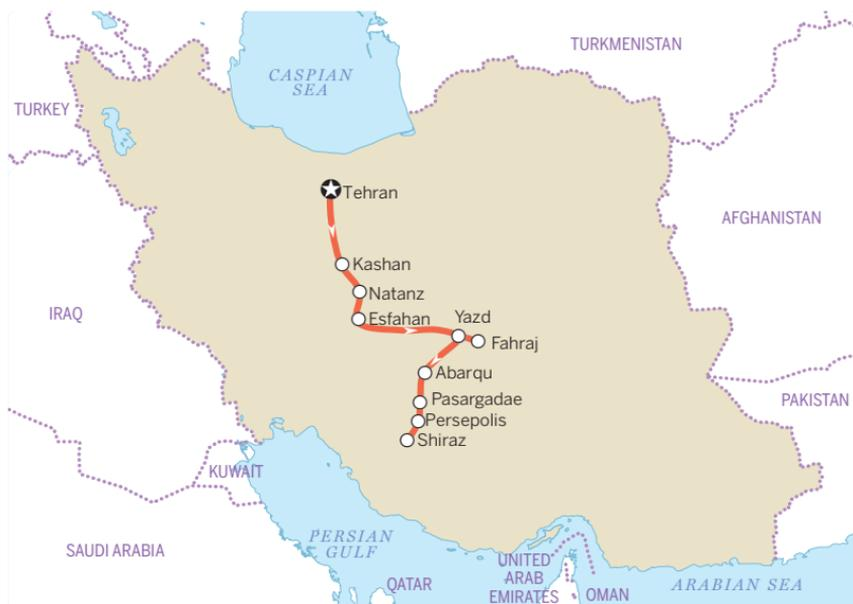 TURKMENISTAN
CASPIAN
SEA
TURKEY
Tehran
AFGHANISTAN
Kashan
Natanz
IRAQ
Esfahan
Yazd
Fahraj
Abarqu
Pasargadae
PAKISTAN
Persepolis
Shiraz
KUWAIT
PERSIAN
GULF
SAUDI ARABIA
UNITED
ARAB
EMIRATES
QATAR
OMAN
ARABIAN SEA